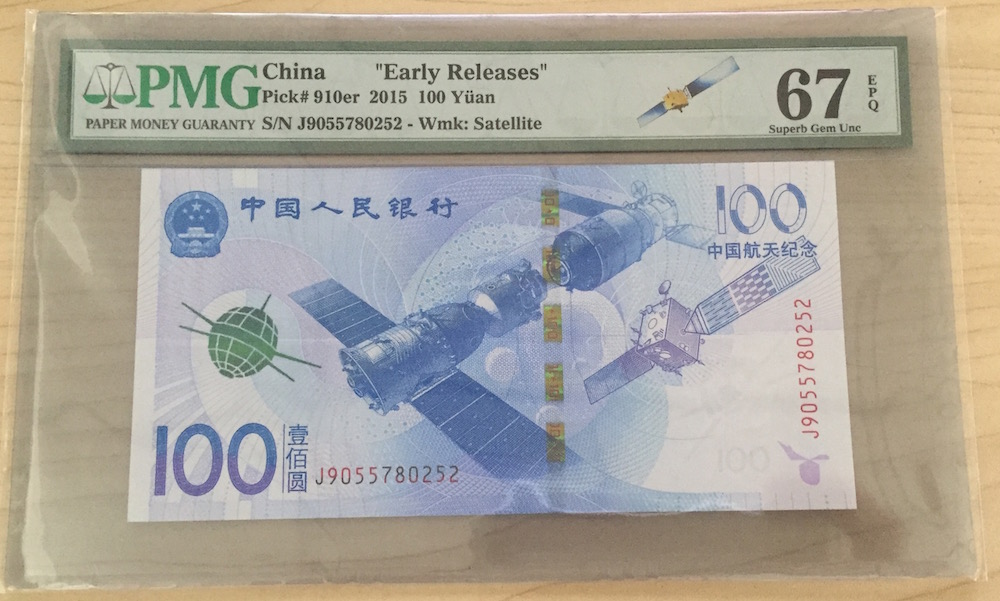 PMG
PAPER MONEY GUARANTY
China "Early Releases"
Pick# 910er 2015 100 Yüan
S/N J9055780252 - Wmk: Satellite
67
EPQ
Superb Gem Unc
中国人民银行
100
中国航天纪念
J9055780252
100
壹佰圆
J9055780252
100